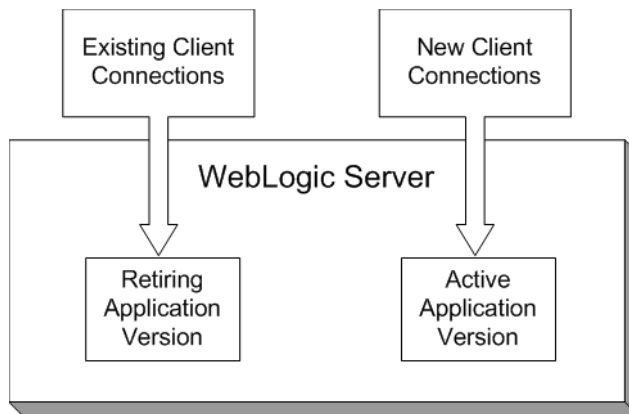 Existing Client
Connections
New Client
Connections
WebLogic Server
Retiring
Application
Version
Active
Application
Version